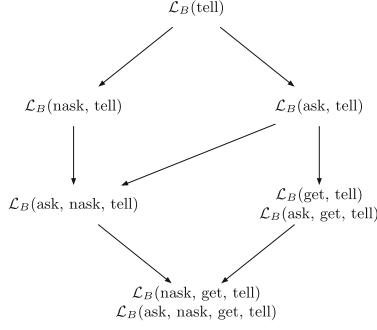 ℒ_B(tell)
ℒ_B(nask, tell)
ℒ_B(ask, tell)
ℒ_B(ask, nask, tell)
ℒ_B(get, tell)
ℒ_B(ask, get, tell)
ℒ_B(nask, get, tell)
ℒ_B(ask, nask, get, tell)